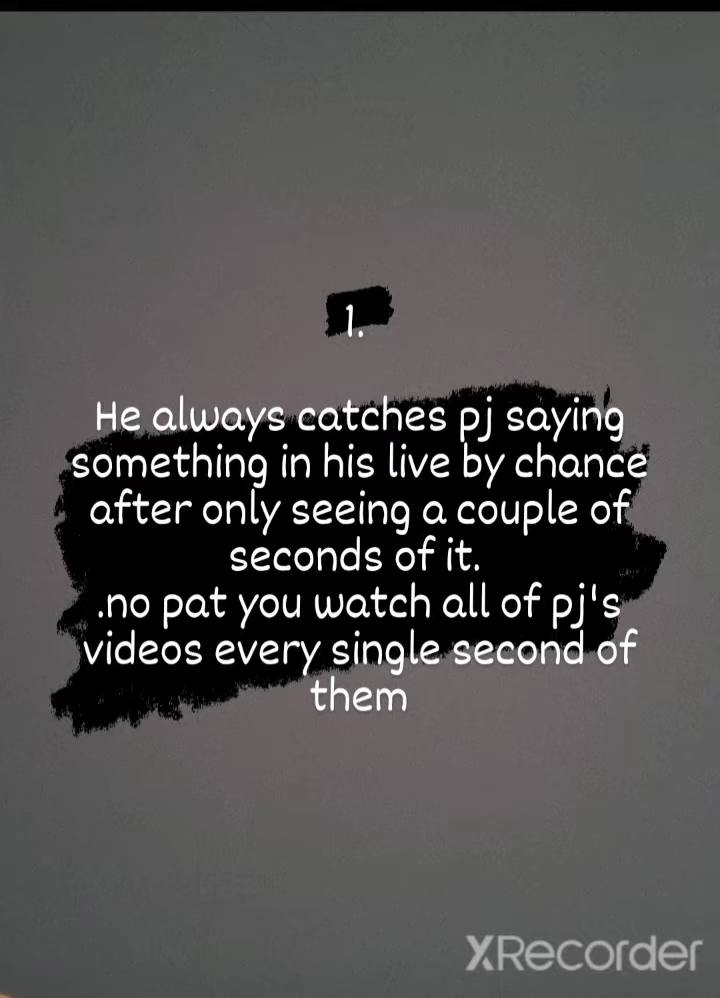 1.
He always catches pj saying
something in his live by chance
after only seeing a couple of
seconds of it.
.no pat you watch all of pj's
videos every single second of
them
XRecorder